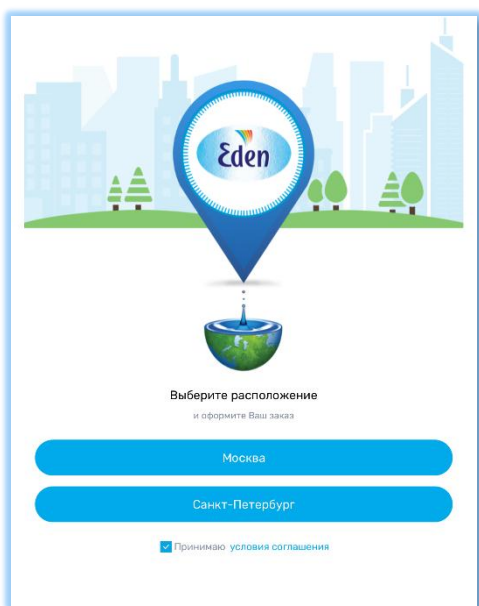 Eden
Выберите расположение
и оформите Ваш заказ
Москва
Санкт-Петербург
Принимаю условия соглашения